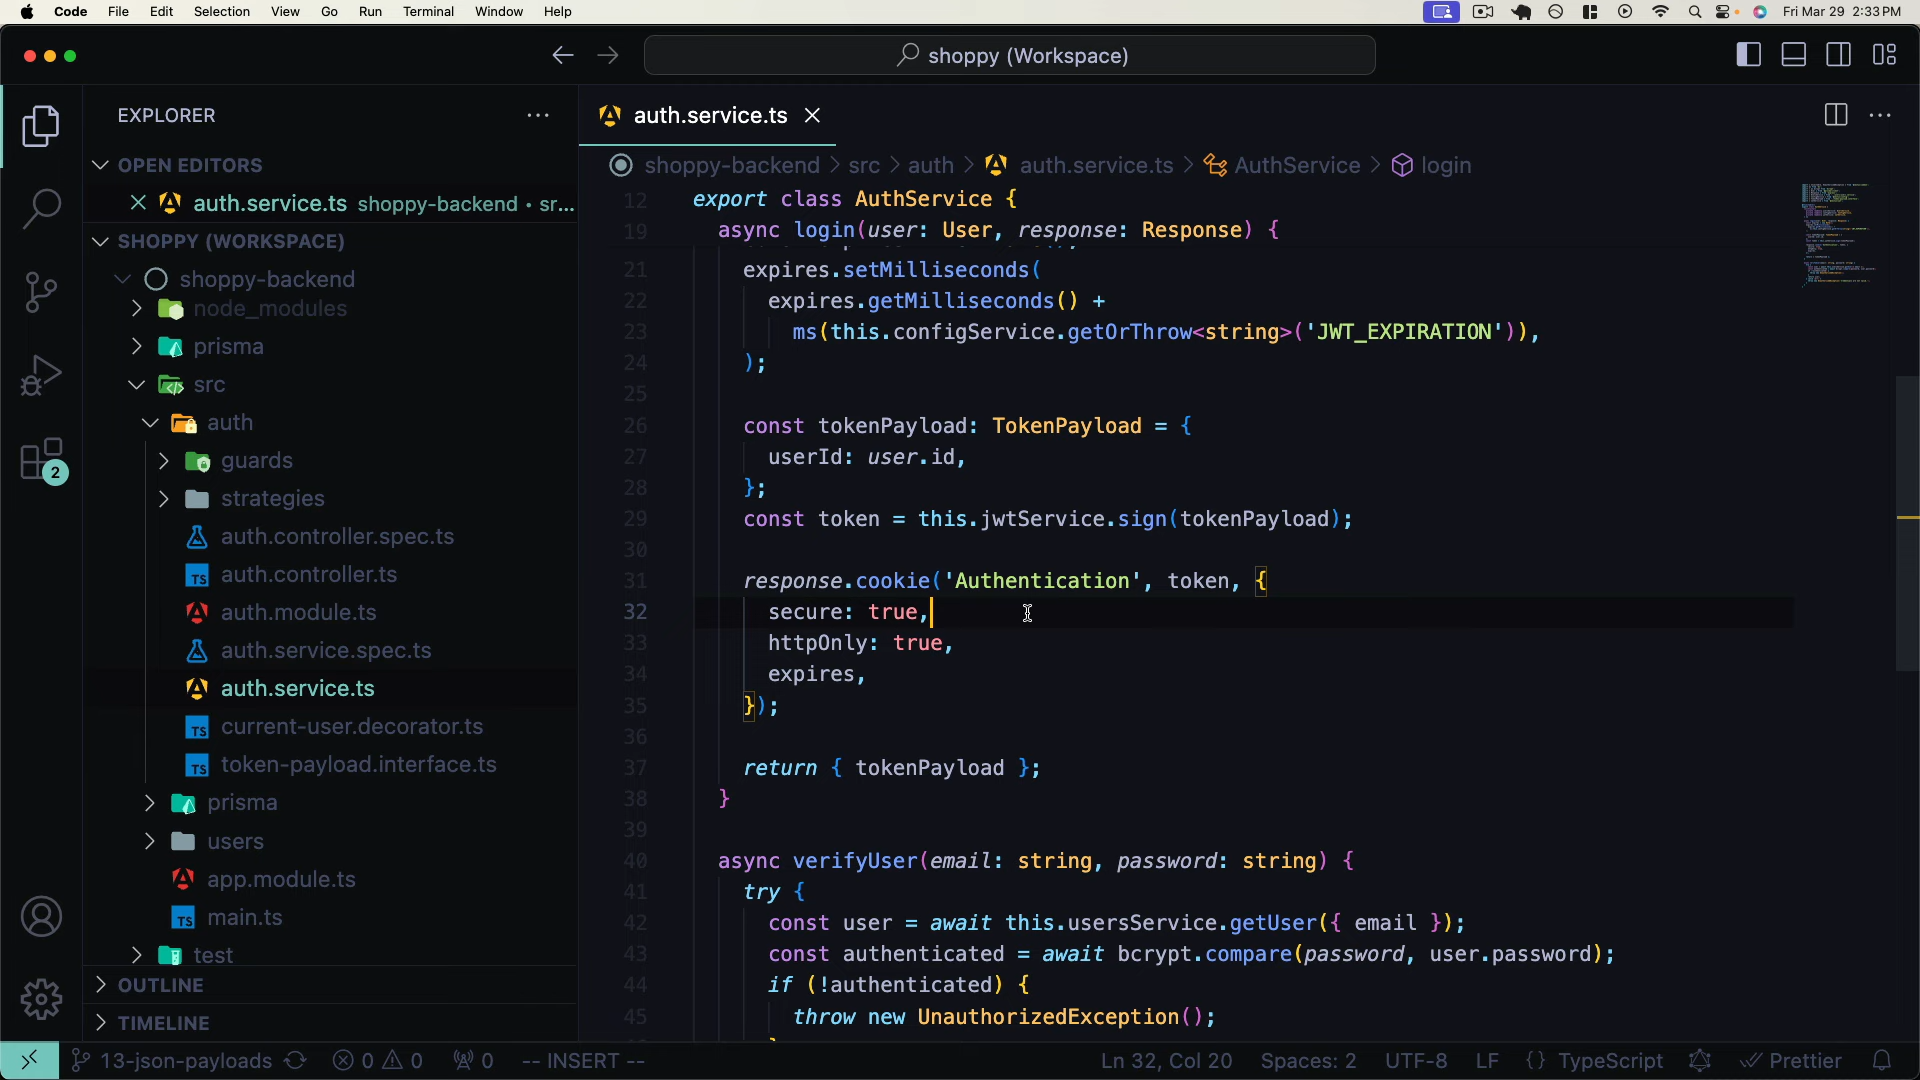 Code File Edit Selection View Go Run Terminal Window Help Fri Mar 29 2:33 PM
shoppy (Workspace)
EXPLORER
auth.service.ts
OPEN EDITORS
auth.service.ts shoppy-backend • sr...
SHOPPY (WORKSPACE)
shoppy-backend
node_modules
prisma
src
auth
guards
strategies
auth.controller.spec.ts
auth.controller.ts
auth.module.ts
auth.service.spec.ts
auth.service.ts
current-user.decorator.ts
token-payload.interface.ts
prisma
users
app.module.ts
main.ts
test
OUTLINE
TIMELINE
2
shoppy-backend > src > auth > auth.service.ts > AuthService > login
12 export class AuthService {
19 async login(user: User, response: Response) {
21 expires.setMilliseconds(
22 expires.getMilliseconds() +
23 ms(this.configService.getOrThrow<string>('JWT_EXPIRATION')),
24 );
25
26 const tokenPayload: TokenPayload = {
27 userId: user.id,
28 };
29 const token = this.jwtService.sign(tokenPayload);
30
31 response.cookie('Authentication', token, {
32 secure: true,
33 httpOnly: true,
34 expires,
35 });
36
37 return { tokenPayload };
38 }
39
40 async verifyUser(email: string, password: string) {
41 try {
42 const user = await this.usersService.getUser({ email });
43 const authenticated = await bcrypt.compare(password, user.password);
44 if (!authenticated) {
45 throw new UnauthorizedException();
13-json-payloads 0 0 0 -- INSERT -- Ln 32, Col 20 Spaces: 2 UTF-8 LF {} TypeScript Prettier